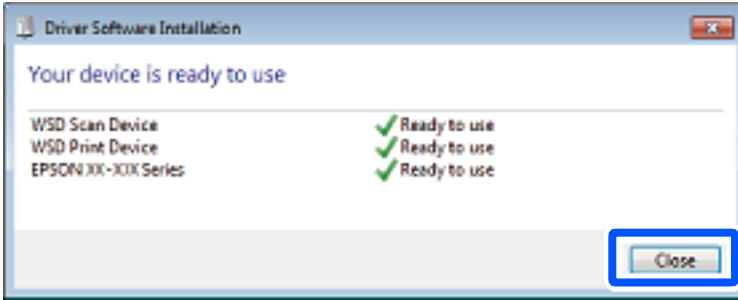 Driver Software Installation
Your device is ready to use
WSD Scan Device Ready to use
WSD Print Device Ready to use
EPSON XX-XXX Series Ready to use
Close